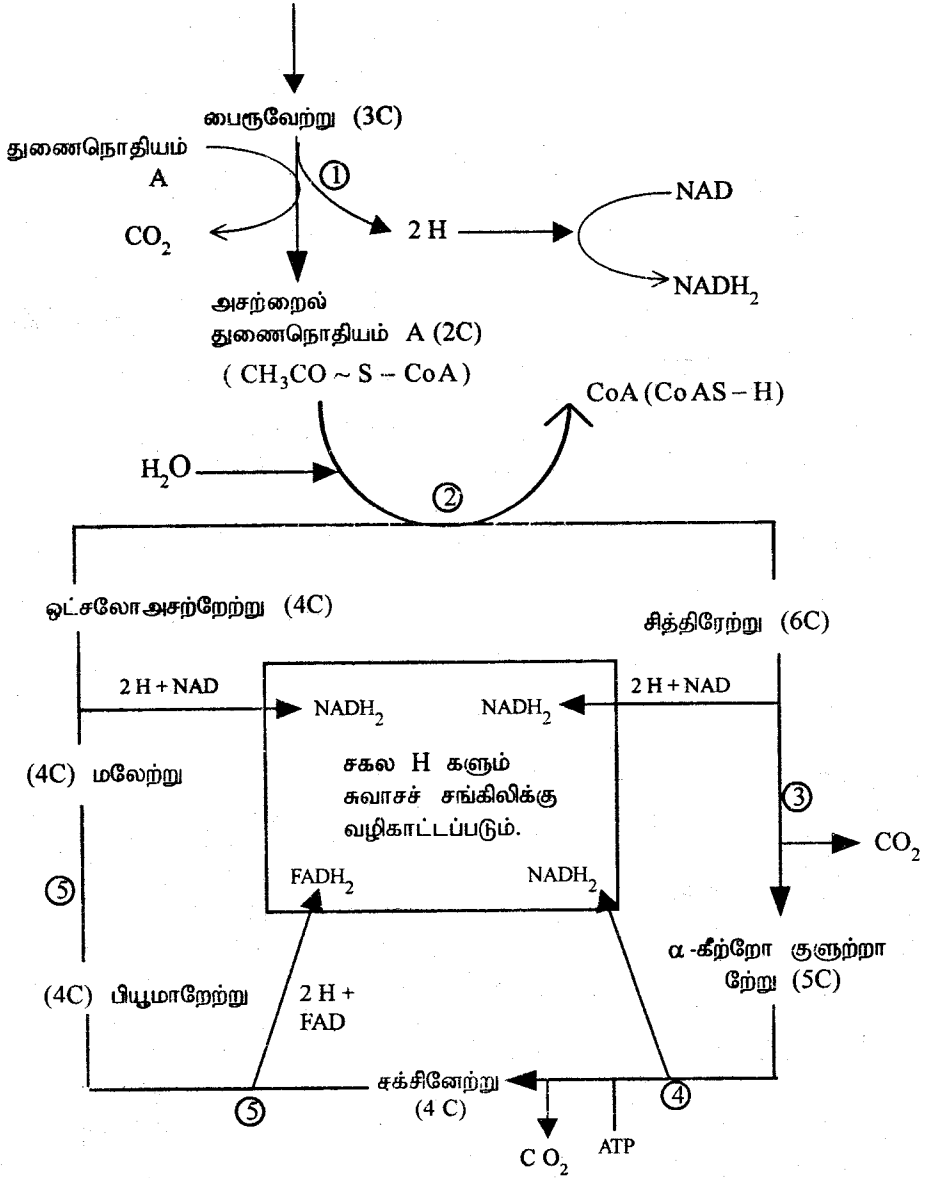 பைரூவேற்று (3C)
துணைநொதியம்
A
①
NAD
CO₂
2 H
NADH₂
அசற்றைல்
துணைநொதியம் A (2C)
( CH₃CO ~ S – CoA )
CoA (CoAS – H)
H₂O
②
ஒட்சலோஅசற்றேற்று (4C)
சித்திரேற்று (6C)
2 H + NAD
2 H + NAD
NADH₂
NADH₂
(4C) மலேற்று
சகல H களும்
சுவாசச் சங்கிலிக்கு
வழிகாட்டப்படும்.
③
CO₂
⑤
FADH₂
NADH₂
α -கீற்றோ குளுற்றா
றேற்று (5C)
(4C) பியூமாறேற்று
2 H +
FAD
சக்சினேற்று
(4 C)
④
⑤
ATP
C O₂